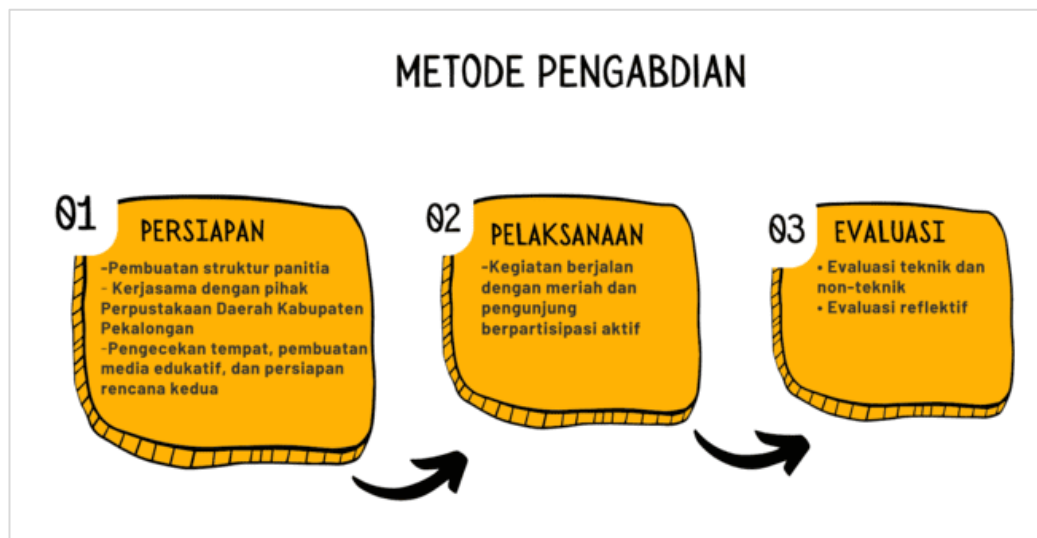 METODE PENGABDIAN
01
PERSIAPAN
-Pembuatan struktur panitia
- Kerjasama dengan pihak
Perpustakaan Daerah Kabupaten
Pekalongan
-Pengecekan tempat, pembuatan
media edukatif, dan persiapan
rencana kedua
02
PELAKSANAAN
-Kegiatan berjalan
dengan meriah dan
pengunjung
berpartisipasi aktif
03
EVALUASI
• Evaluasi teknik dan
non-teknik
• Evaluasi reflektif